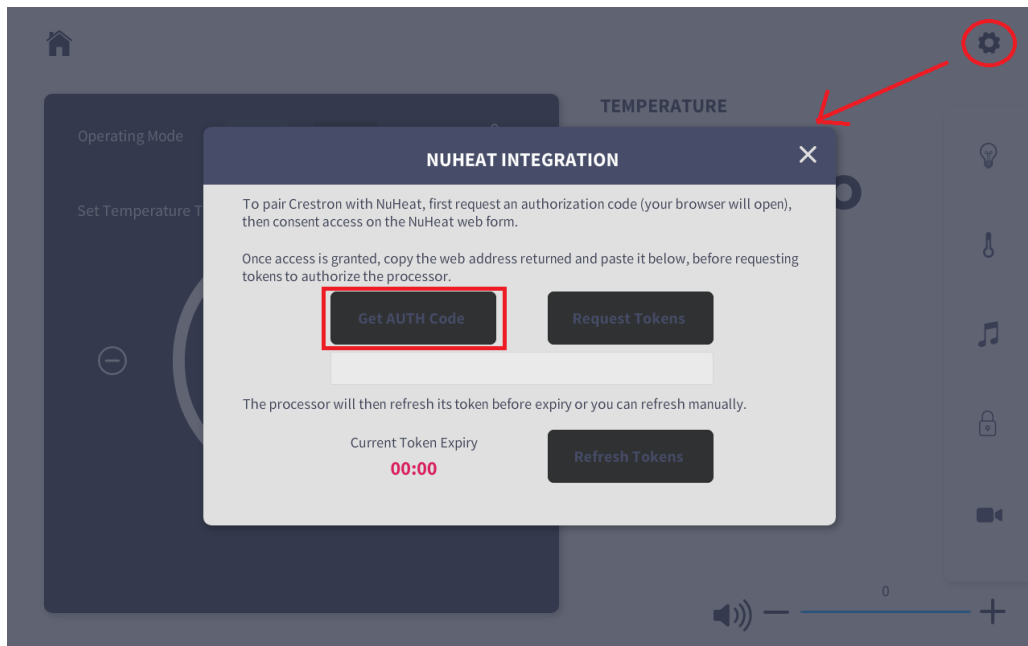 TEMPERATURE
Operating Mode
NUHEAT INTEGRATION
Set Temperature T
To pair Crestron with NuHeat, first request an authorization code (your browser will open),
then consent access on the NuHeat web form.
Once access is granted, copy the web address returned and paste it below, before requesting
tokens to authorize the processor.
Get AUTH Code
Request Tokens
The processor will then refresh its token before expiry or you can refresh manually.
Current Token Expiry
00:00
Refresh Tokens
0